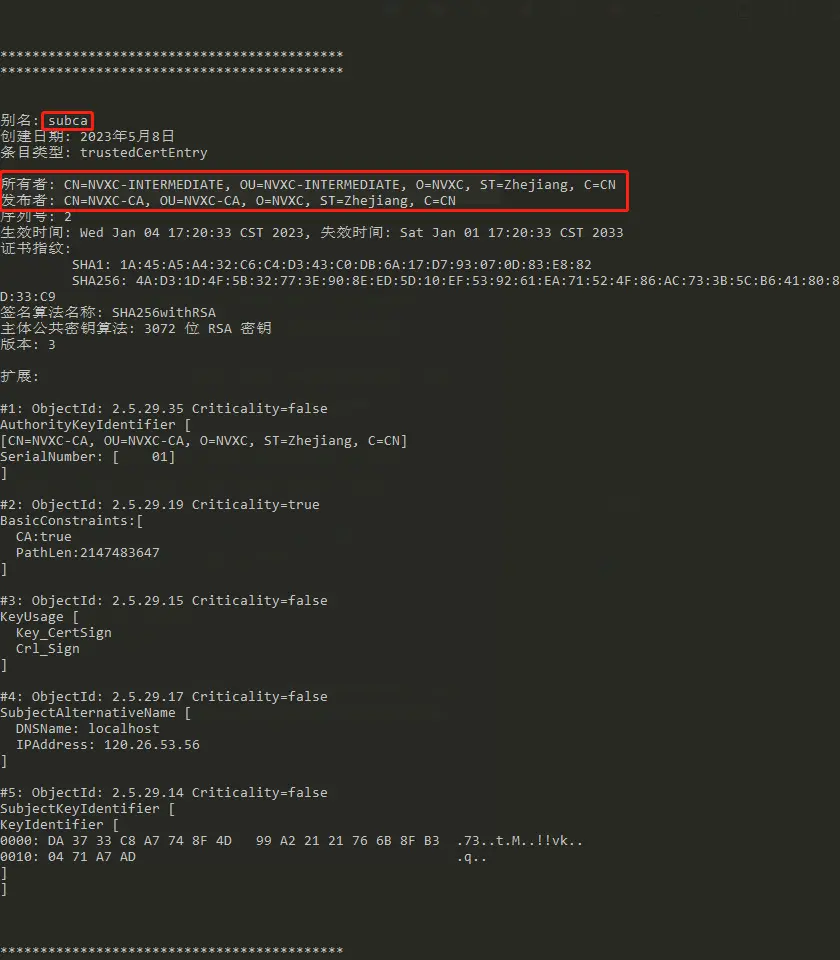 *******************************************
*******************************************
别名: subca
创建日期: 2023年5月8日
条目类型: trustedCertEntry
所有者: CN=NVXC-INTERMEDIATE, OU=NVXC-INTERMEDIATE, O=NVXC, ST=Zhejiang, C=CN
发布者: CN=NVXC-CA, OU=NVXC-CA, O=NVXC, ST=Zhejiang, C=CN
序列号: 2
生效时间: Wed Jan 04 17:20:33 CST 2023, 失效时间: Sat Jan 01 17:20:33 CST 2033
证书指纹:
SHA1: 1A:45:A5:A4:32:C6:C4:D3:43:C0:DB:6A:17:D7:93:07:0D:83:E8:82
SHA256: 4A:D3:1D:4F:5B:32:77:3E:90:8E:ED:5D:10:EF:53:92:61:EA:71:52:4F:86:AC:73:3B:5C:B6:41:80:8
D:33:C9
签名算法名称: SHA256withRSA
主体公共密钥算法: 3072 位 RSA 密钥
版本: 3
扩展:
#1: ObjectId: 2.5.29.35 Criticality=false
AuthorityKeyIdentifier [
[CN=NVXC-CA, OU=NVXC-CA, O=NVXC, ST=Zhejiang, C=CN]
SerialNumber: [    01]
]
#2: ObjectId: 2.5.29.19 Criticality=true
BasicConstraints:[
CA:true
PathLen:2147483647
]
#3: ObjectId: 2.5.29.15 Criticality=false
KeyUsage [
Key_CertSign
Crl_Sign
]
#4: ObjectId: 2.5.29.17 Criticality=false
SubjectAlternativeName [
DNSName: localhost
IPAddress: 120.26.53.56
]
#5: ObjectId: 2.5.29.14 Criticality=false
SubjectKeyIdentifier [
KeyIdentifier [
0000: DA 37 33 C8 A7 74 8F 4D   99 A2 21 21 76 6B 8F B3  .73..t.M..!!vk..
0010: 04 71 A7 AD                                        .q..
]
]
*******************************************